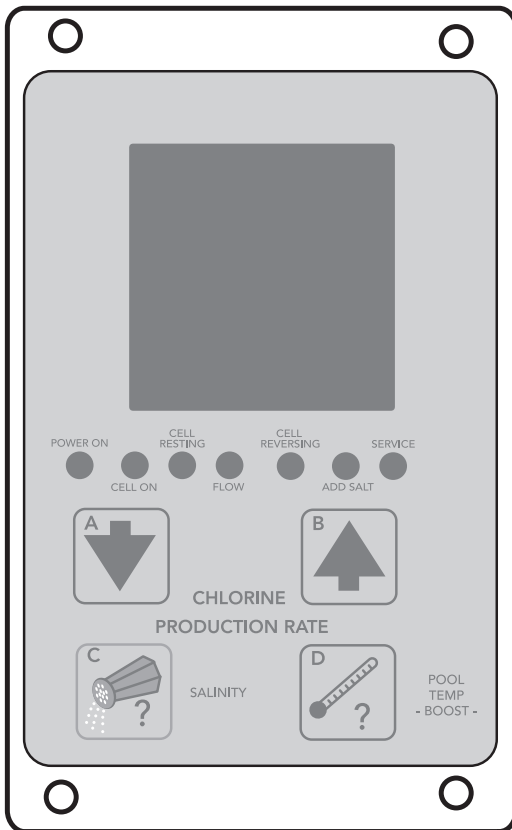 POWER ON
CELL ON
CELL
RESTING
FLOW
CELL
REVERSING
ADD SALT
SERVICE
A
B
CHLORINE
PRODUCTION RATE
C
?
SALINITY
D
?
POOL
TEMP
- BOOST -